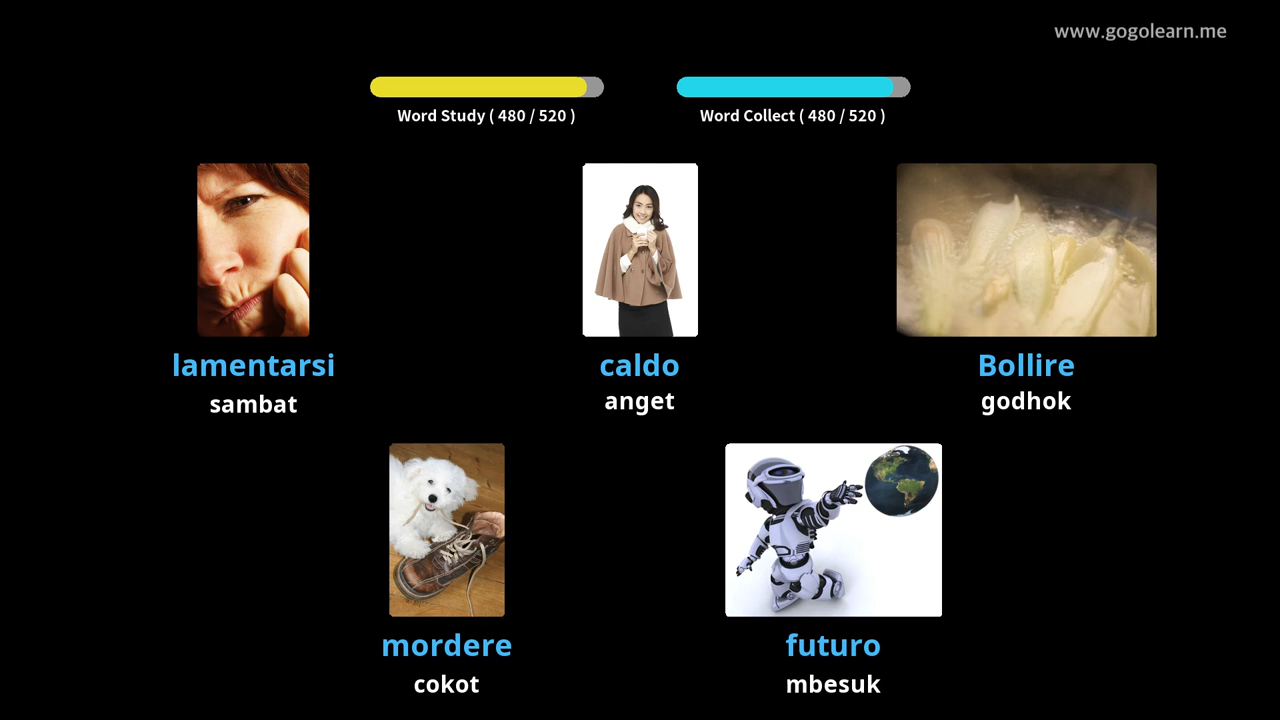 www.gogolearn.me
Word Study ( 480 / 520 )
Word Collect ( 480 / 520 )
lamentarsi
sambat
caldo
anget
Bollire
godhok
mordere
cokot
futuro
mbesuk